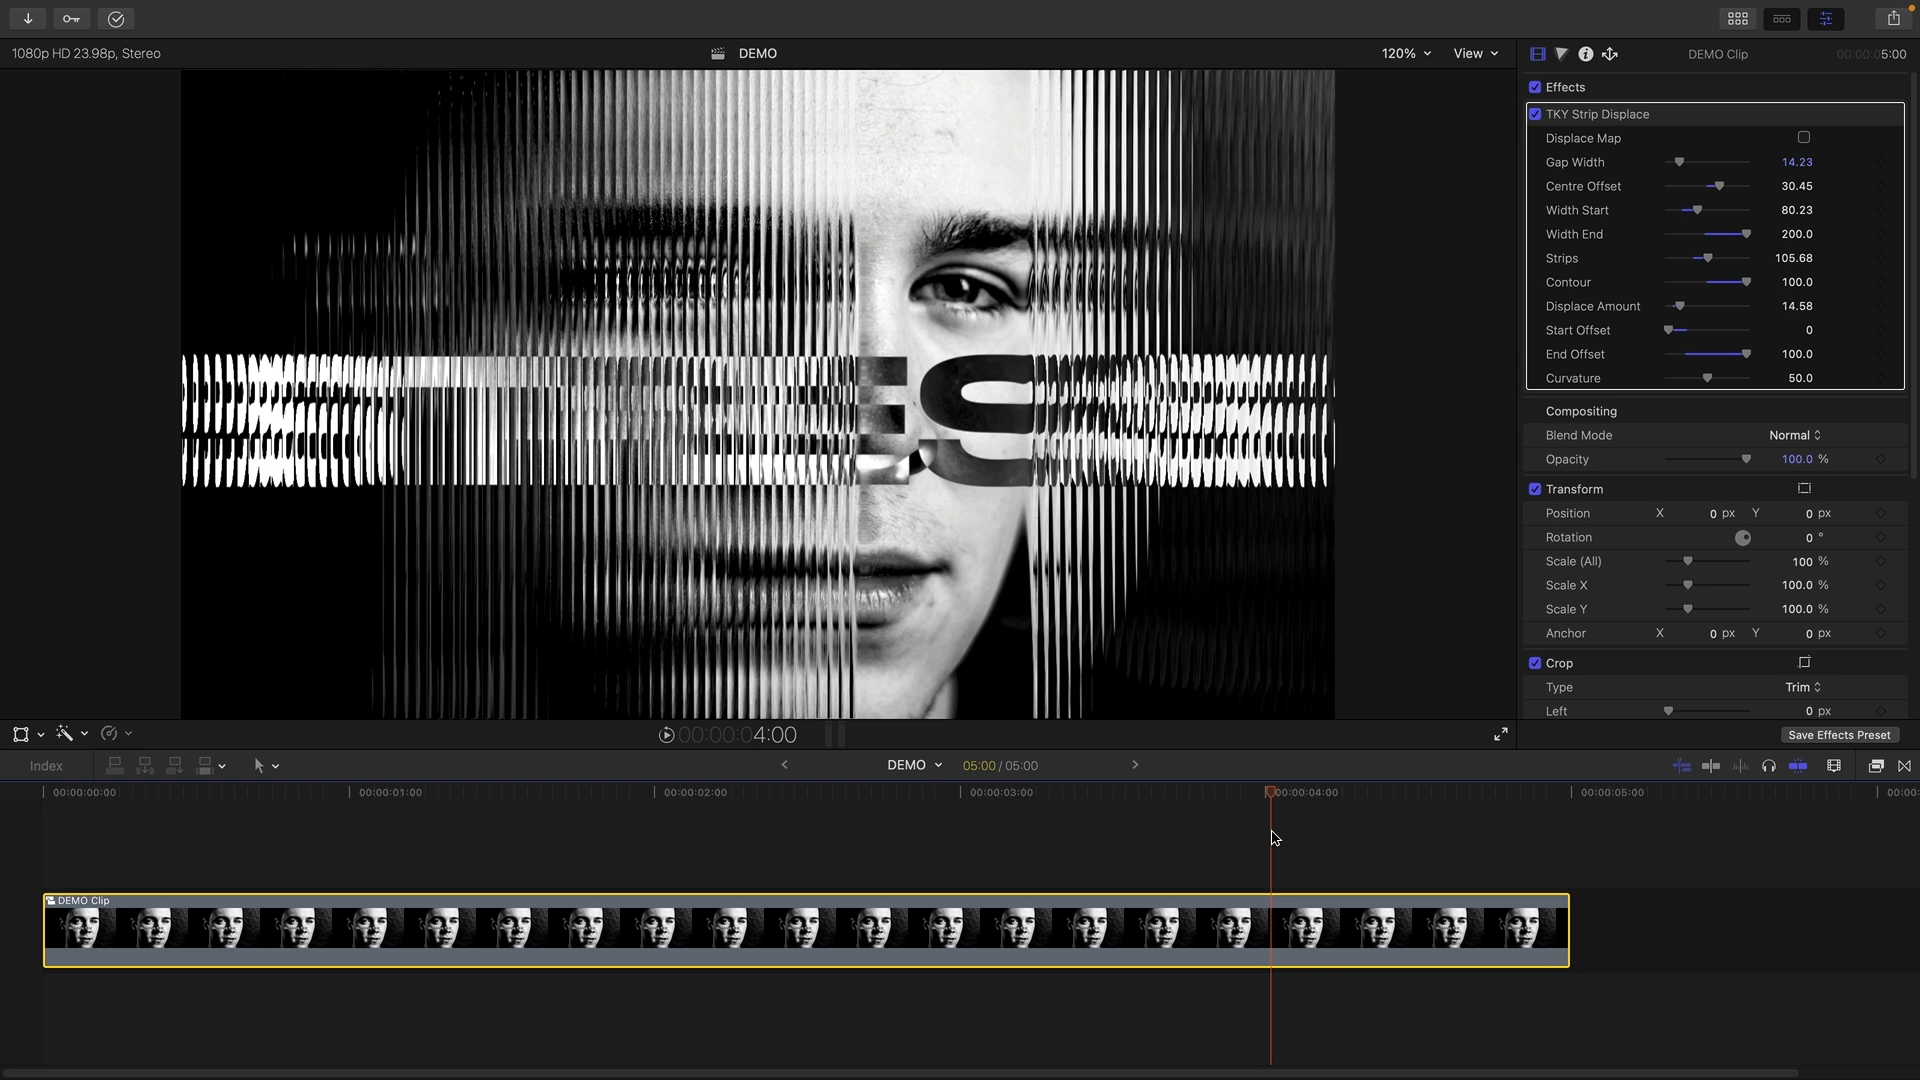 1080p HD 23.98p, Stereo
DEMO
120%
View
DEMO Clip
00:00:05:00
Effects
TKY Strip Displace
Displace Map
Gap Width 14.23
Centre Offset 30.45
Width Start 80.23
Width End 200.0
Strips 105.68
Contour 100.0
Displace Amount 14.58
Start Offset 0
End Offset 100.0
Curvature 50.0
Compositing
Blend Mode Normal
Opacity 100.0 %
Transform
Position X 0 px Y 0 px
Rotation 0 °
Scale (All) 100 %
Scale X 100.0 %
Scale Y 100.0 %
Anchor X 0 px Y 0 px
Crop
Type Trim
Left 0 px
00:00:04:00
Save Effects Preset
Index
DEMO 05:00 / 05:00
00:00:00:00 00:00:01:00 00:00:02:00 00:00:03:00 00:00:04:00 00:00:05:00 00:00:
DEMO Clip